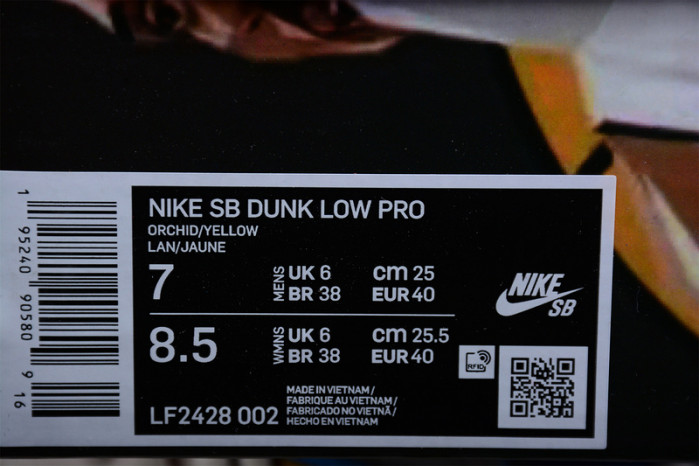 NIKE SB DUNK LOW PRO
ORCHID/YELLOW
LAN/JAUNE
7 MENS UK 6 cm 25
BR 38 EUR 40
8.5 WMNS UK 6 cm 25.5
BR 38 EUR 40
NIKE
SB
RFID
MADE IN VIETNAM /
FABRIQUE AU VIETNAM /
FABRICADO NO VIETNÃ /
HECHO EN VIETNAM
LF2428 002
1 95240 90580 9
16